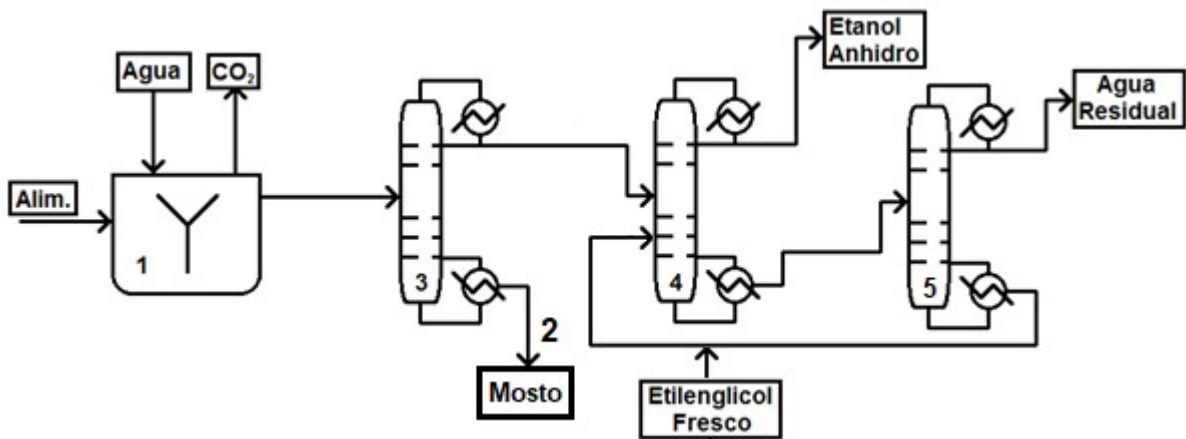 Etanol
Anhidro
Agua
CO₂
Agua
Residual
Alim.
1
3
4
5
2
Mosto
Etilenglicol
Fresco